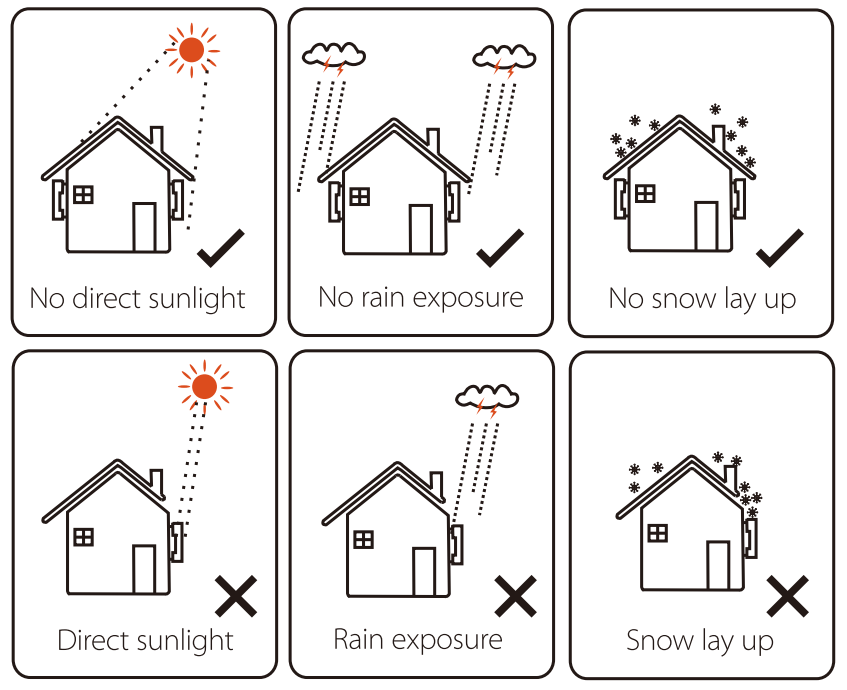 No direct sunlight
No rain exposure
No snow lay up
Direct sunlight
Rain exposure
Snow lay up